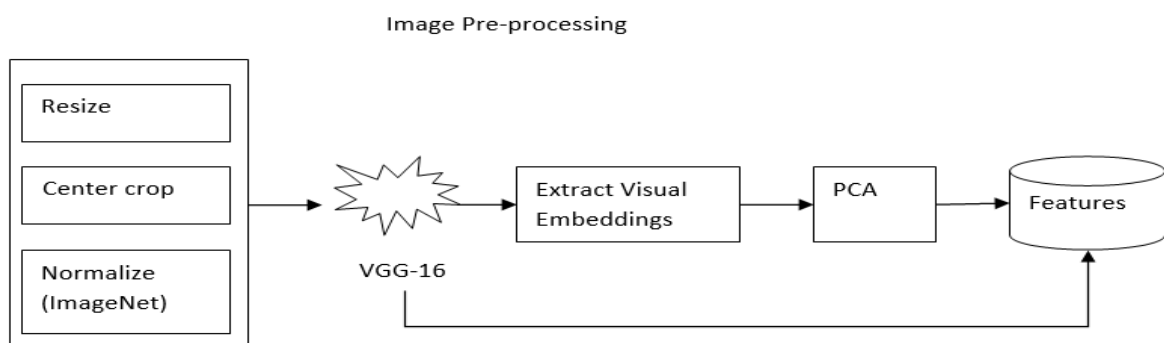 Image Pre-processing
Resize
Center crop
Normalize
(ImageNet)
VGG-16
Extract Visual
Embeddings
PCA
Features